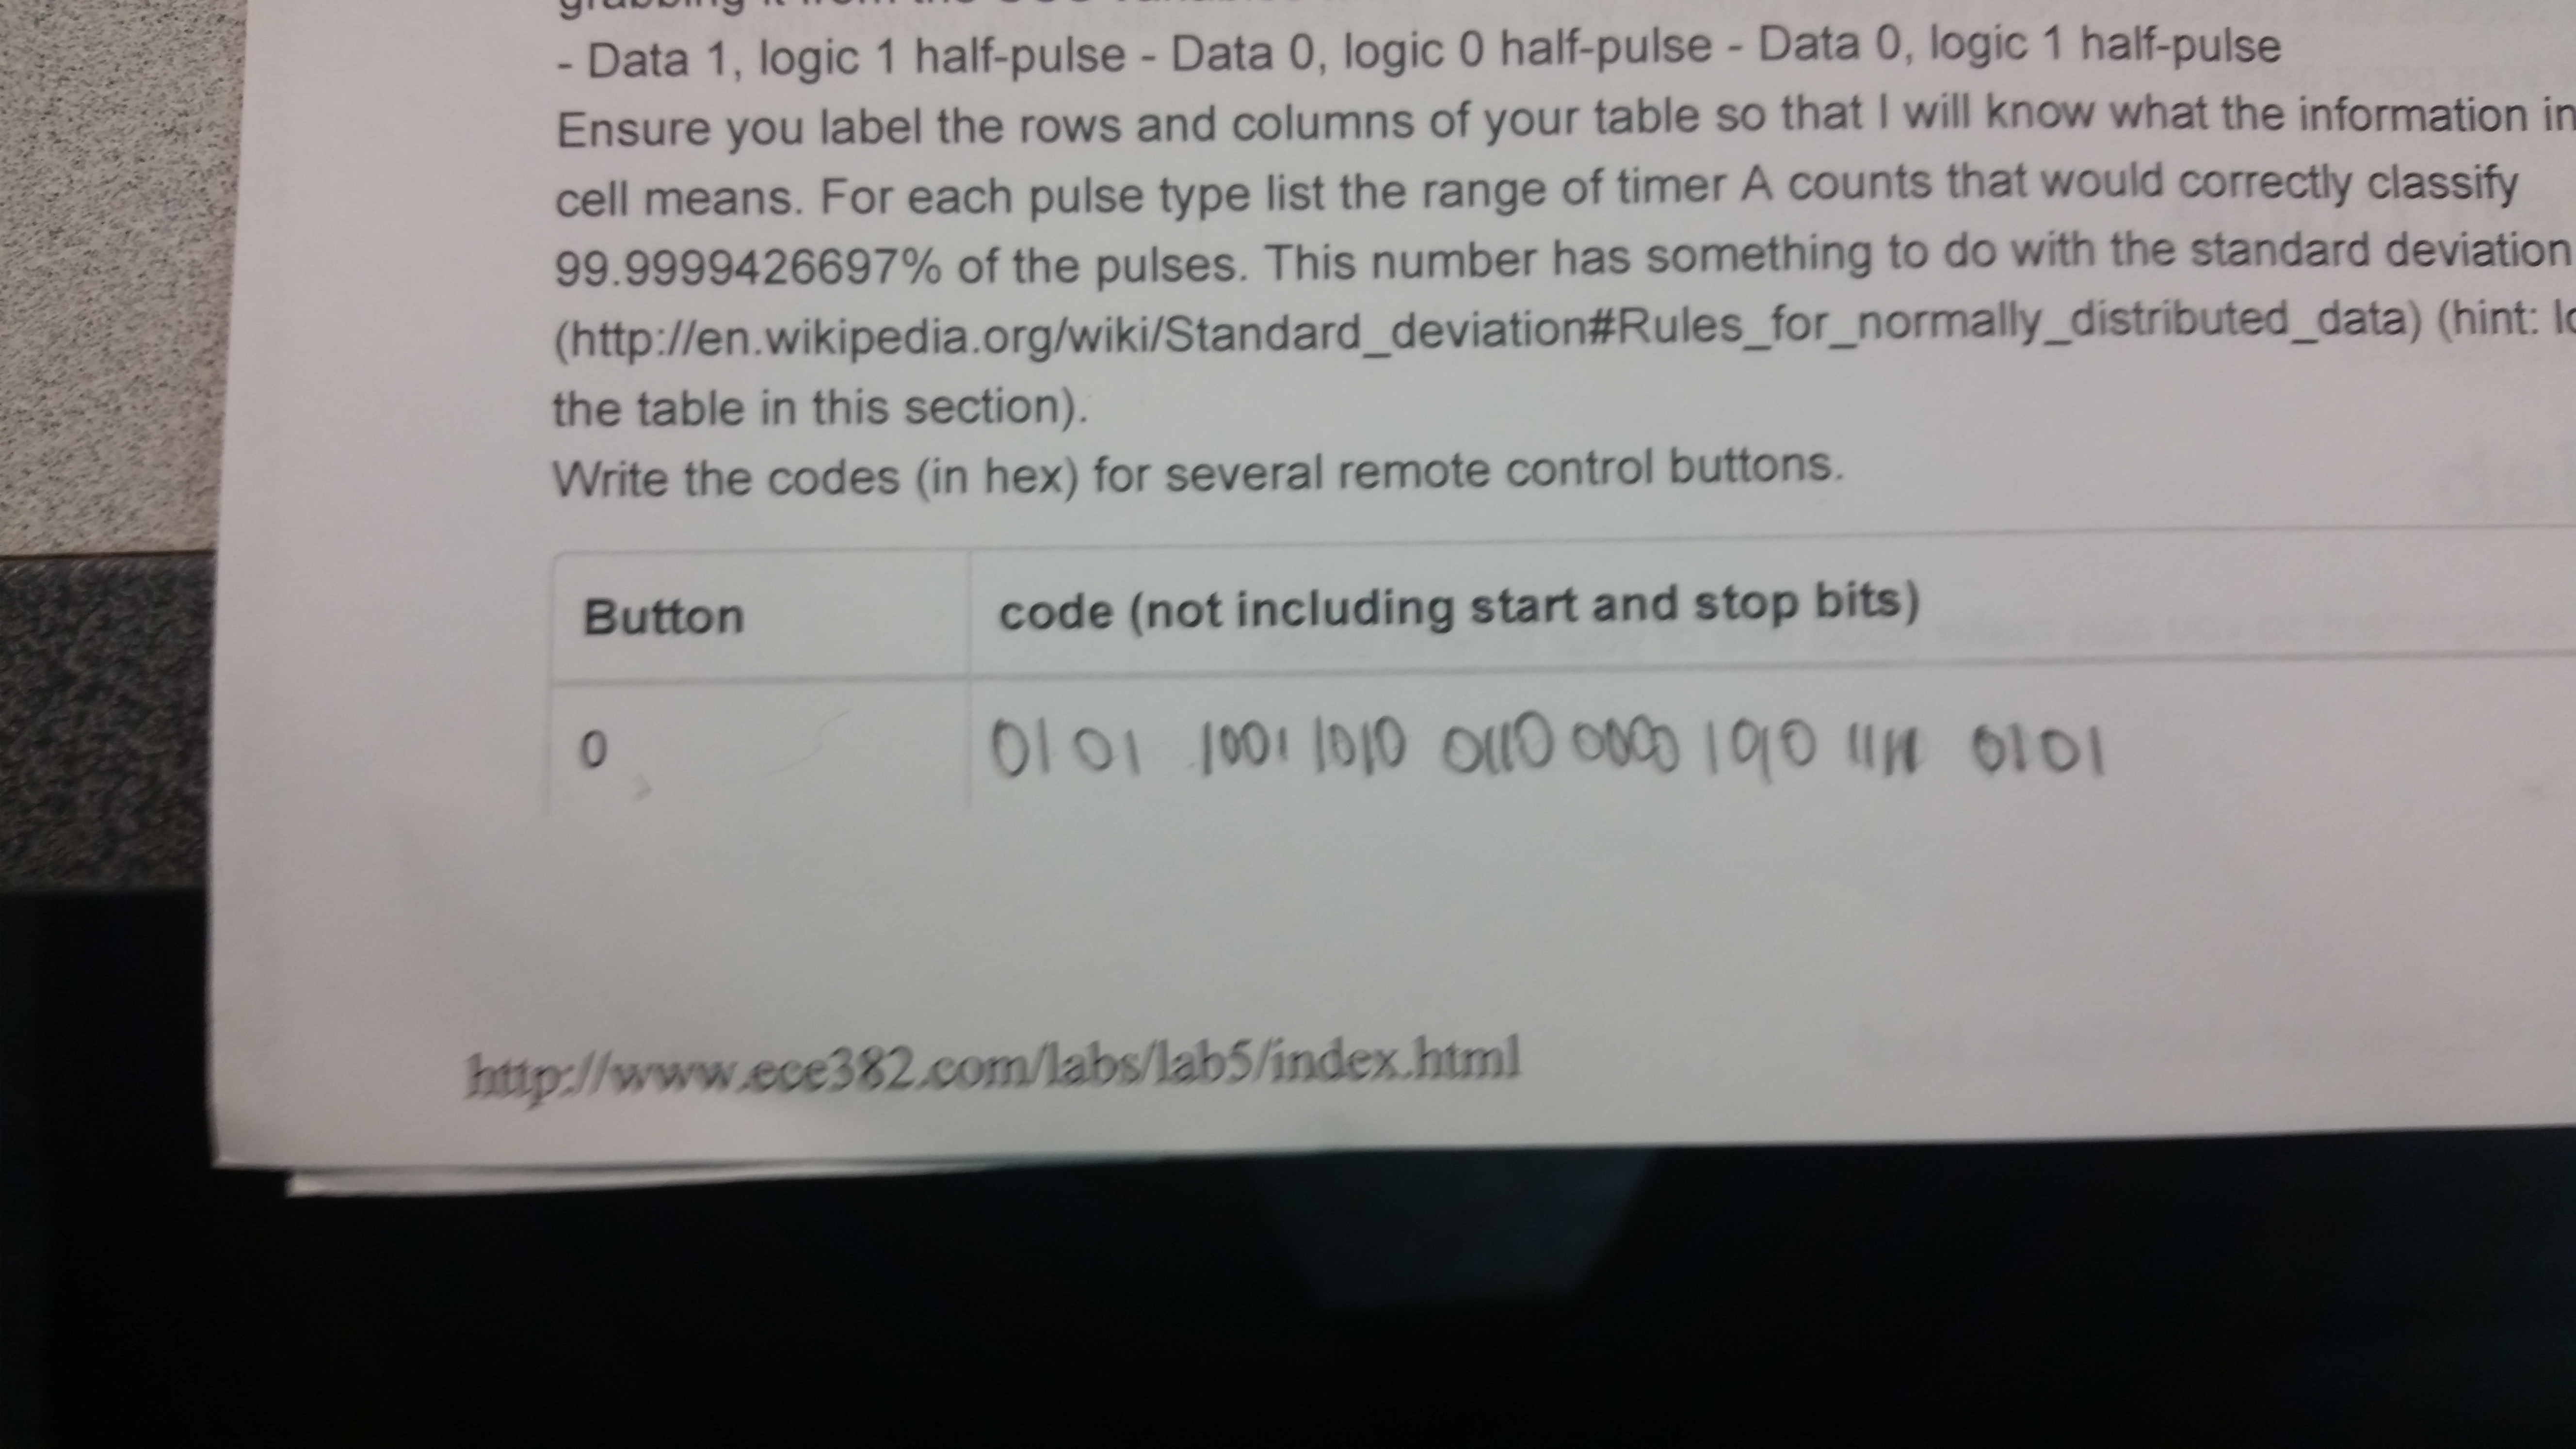 - Data 1, logic 1 half-pulse - Data 0, logic 0 half-pulse - Data 0, logic 1 half-pulse
Ensure you label the rows and columns of your table so that I will know what the information in
cell means. For each pulse type list the range of timer A counts that would correctly classify
99.9999426697% of the pulses. This number has something to do with the standard deviation
(http://en.wikipedia.org/wiki/Standard_deviation#Rules_for_normally_distributed_data) (hint:
the table in this section).
Write the codes (in hex) for several remote control buttons.
Button code (not including start and stop bits)
0 0101 1001 1010 0110 0000 1010 1111 0101
http://www.ece382.com/labs/lab5/index.html